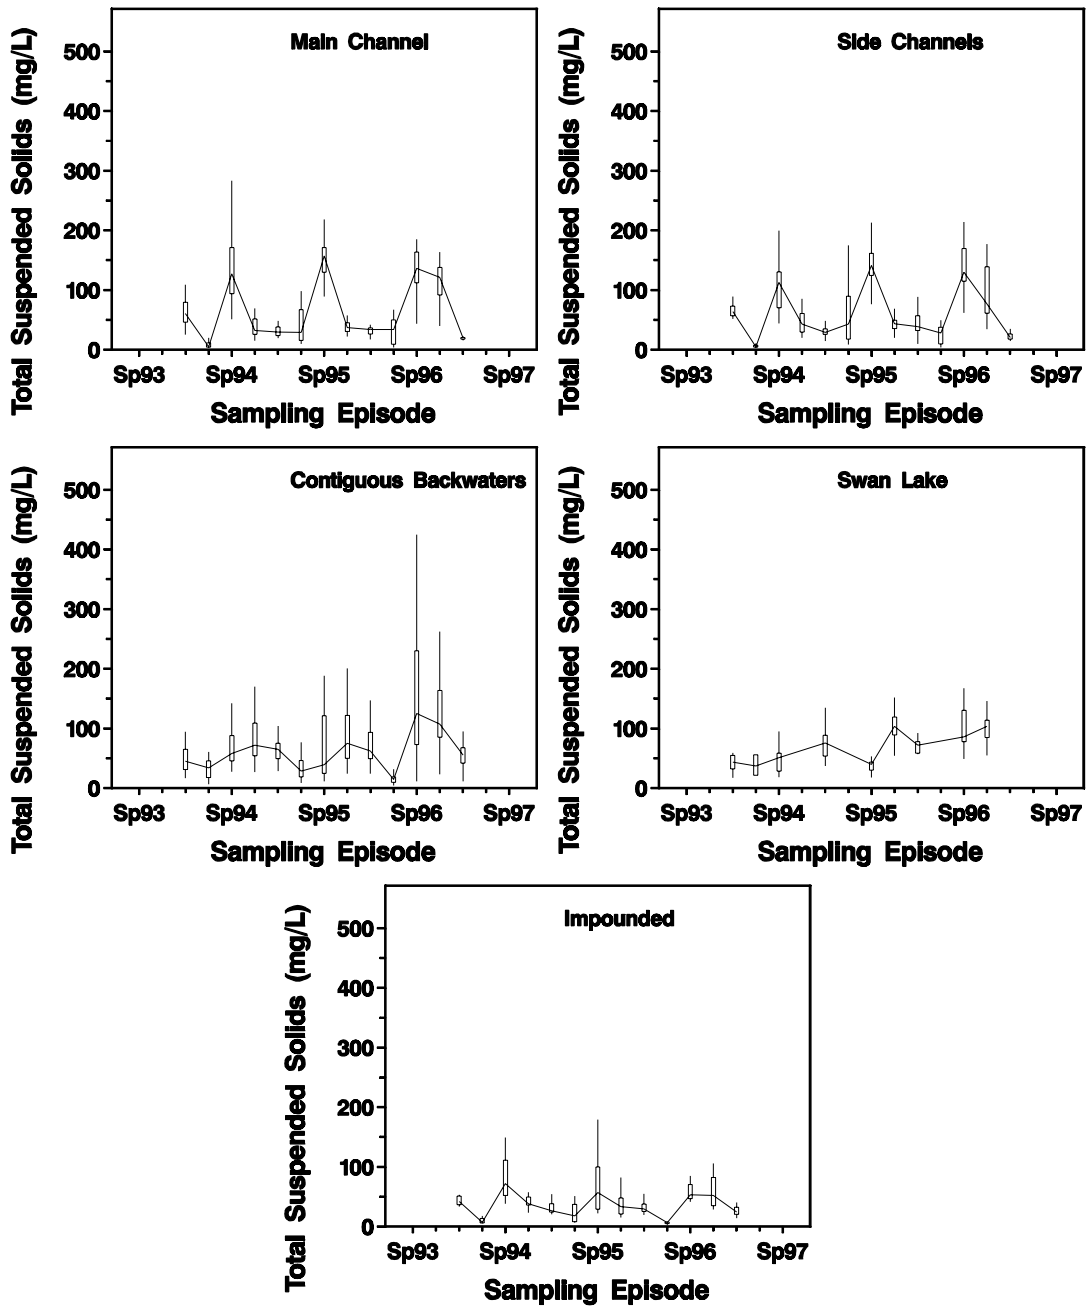 Main Channel
Total Suspended Solids (mg/L)
500
400
300
200
100
0
Sp93 Sp94 Sp95 Sp96 Sp97
Sampling Episode
Side Channels
Total Suspended Solids (mg/L)
500
400
300
200
100
0
Sp93 Sp94 Sp95 Sp96 Sp97
Sampling Episode
Contiguous Backwaters
Total Suspended Solids (mg/L)
500
400
300
200
100
0
Sp93 Sp94 Sp95 Sp96 Sp97
Sampling Episode
Swan Lake
Total Suspended Solids (mg/L)
500
400
300
200
100
0
Sp93 Sp94 Sp95 Sp96 Sp97
Sampling Episode
Impounded
Total Suspended Solids (mg/L)
500
400
300
200
100
0
Sp93 Sp94 Sp95 Sp96 Sp97
Sampling Episode